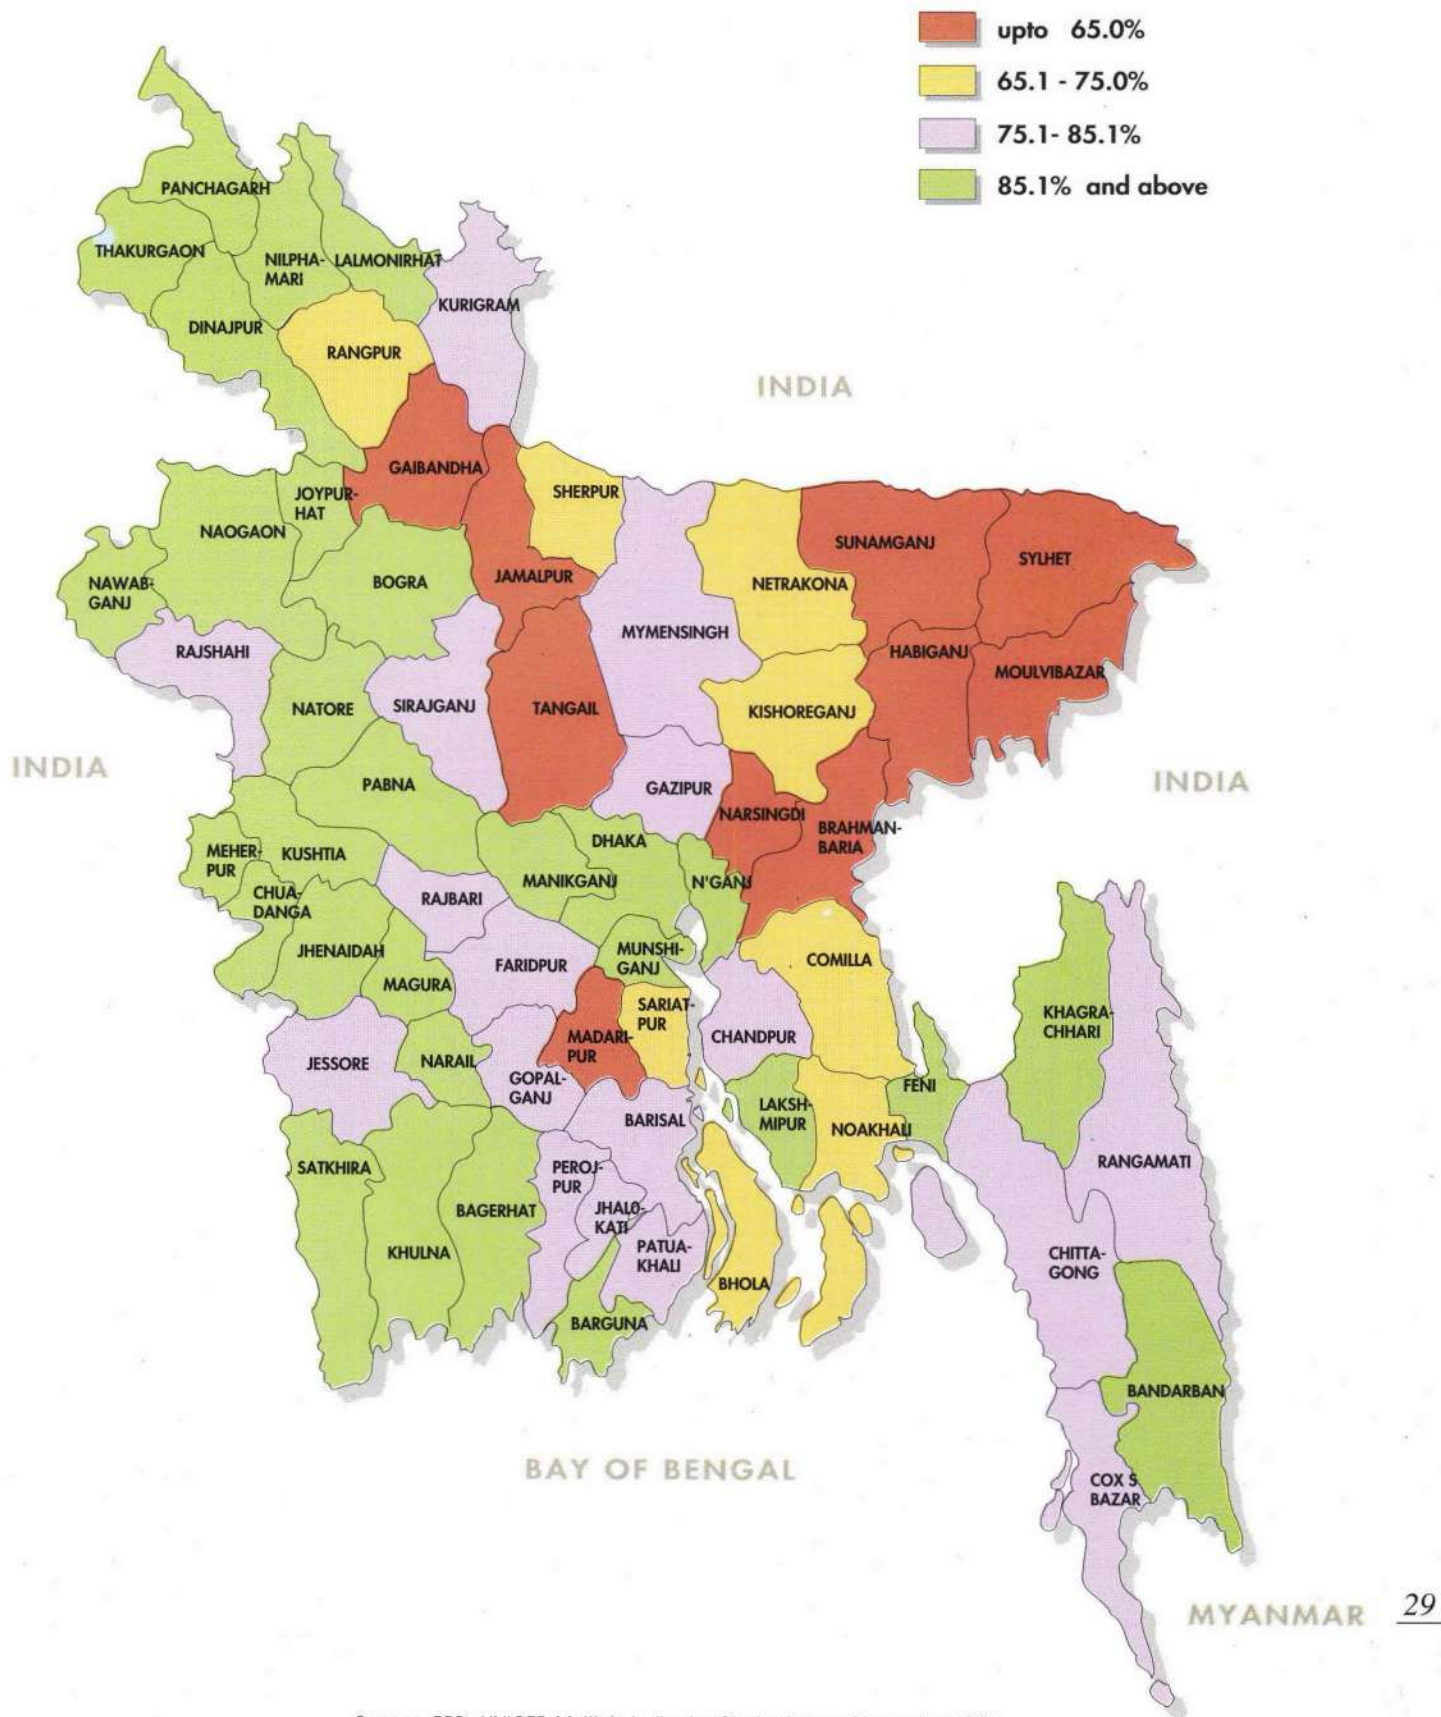 upto 65.0%
65.1 - 75.0%
75.1- 85.1%
85.1% and above
PANCHAGARH
THAKURGAON
NILPHA-
MARI
LALMONIRHAT
KURIGRAM
DINAJPUR
RANGPUR
INDIA
GAIBANDHA
JOYPUR-
HAT
SHERPUR
NAOGAON
SUNAMGANJ
SYLHET
NAWAB-
GANJ
BOGRA
JAMALPUR
NETRAKONA
RAJSHAHI
MYMENSINGH
HABIGANJ
MOULVIBAZAR
NATORE
SIRAJGANJ
TANGAIL
KISHOREGANJ
INDIA
PABNA
GAZIPUR
INDIA
NARSINGDI
BRAHMAN-
BARIA
MEHER-
PUR
KUSHTIA
DHAKA
CHUA-
DANGA
RAJBARI
MANIKGANJ
N'GANJ
JHENAIDAH
MAGURA
FARIDPUR
MUNSHI-
GANJ
COMILLA
SARIAT-
PUR
KHAGRA-
CHHARI
JESSORE
NARAIL
MADARI-
PUR
CHANDPUR
GOPAL-
GANJ
FENI
BARISAL
LAKSH-
MIPUR
NOAKHALI
SATKHIRA
PEROJ-
PUR
RANGAMATI
BAGERHAT
JHALO-
KATI
KHULNA
PATUA-
KHALI
CHITTA-
GONG
BHOLA
BARGUNA
BANDARBAN
BAY OF BENGAL
COX S
BAZAR
MYANMAR
29